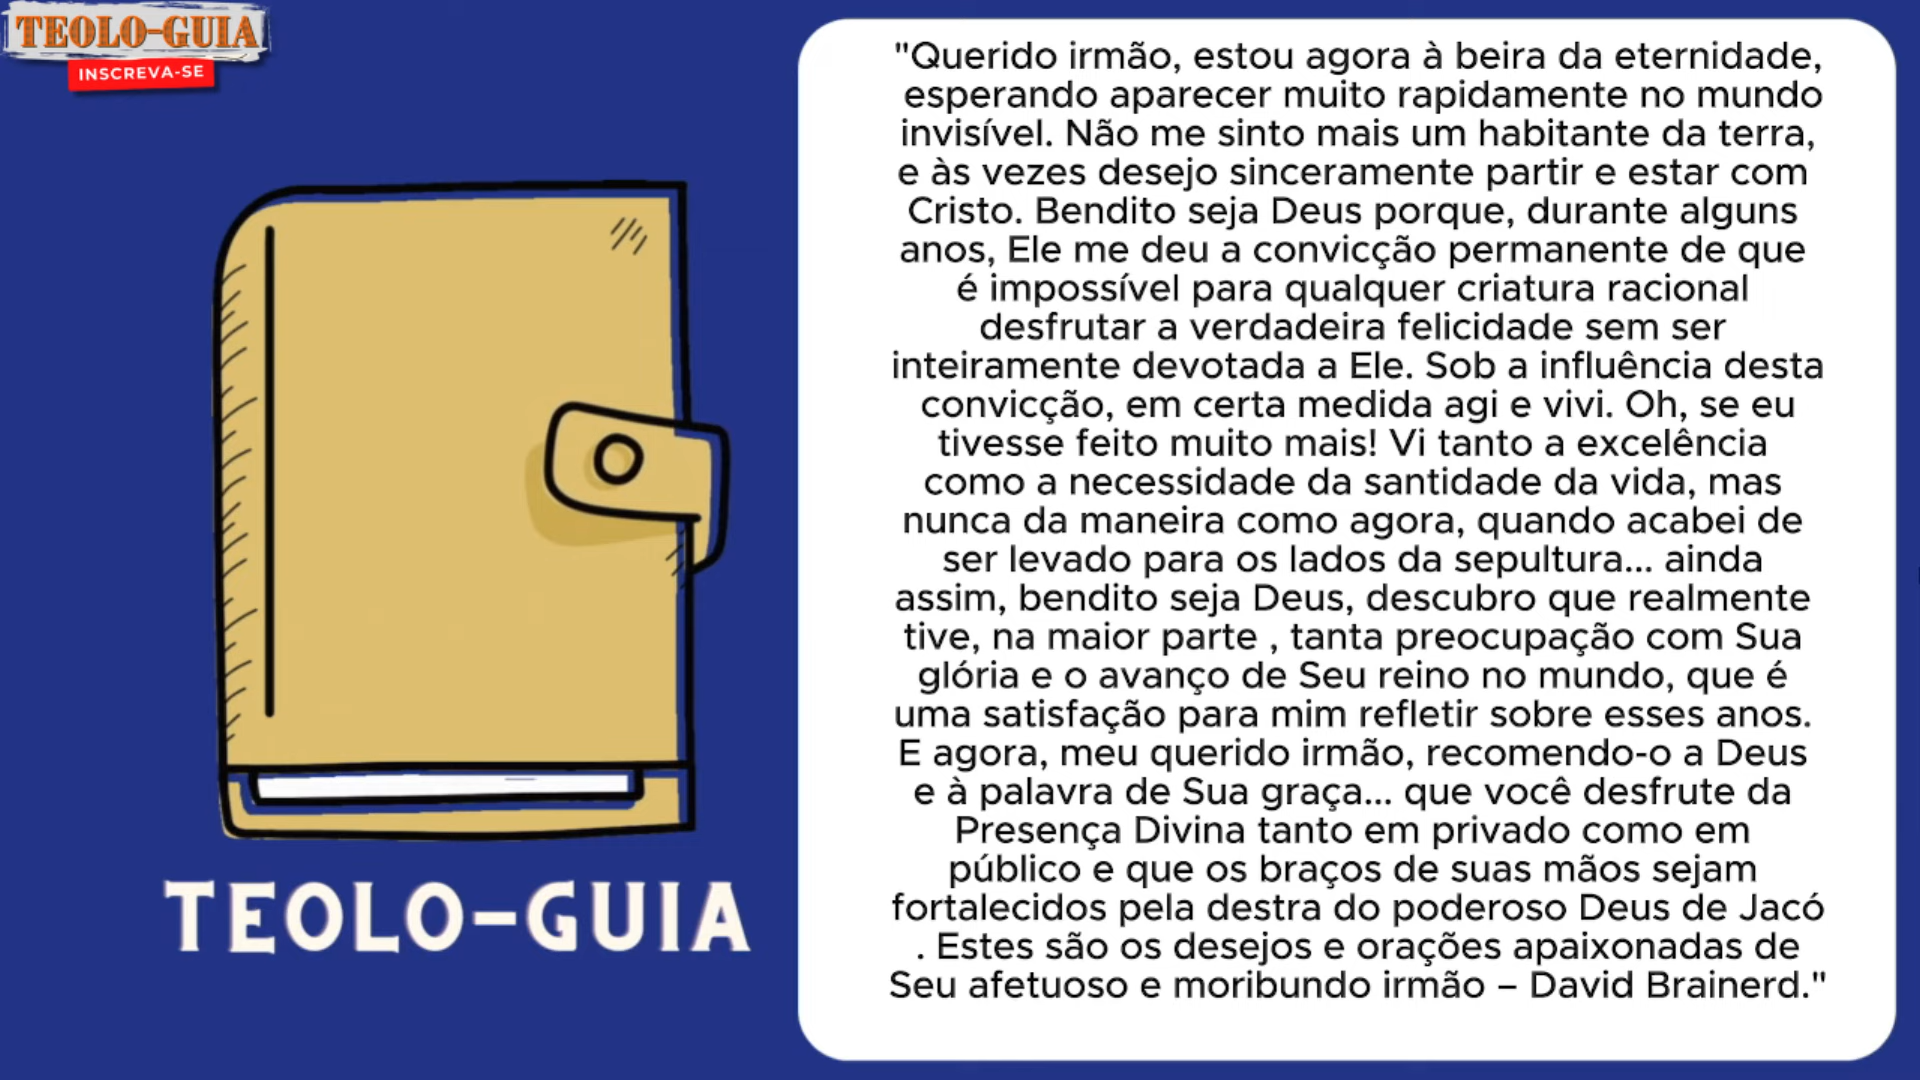 TEOLO-GUIA
INSCREVA-SE
"Querido irmão, estou agora à beira da eternidade,
esperando aparecer muito rapidamente no mundo
invisível. Não me sinto mais um habitante da terra,
e às vezes desejo sinceramente partir e estar com
Cristo. Bendito seja Deus porque, durante alguns
anos, Ele me deu a convicção permanente de que
é impossível para qualquer criatura racional
desfrutar a verdadeira felicidade sem ser
inteiramente devotada a Ele. Sob a influência desta
convicção, em certa medida agi e vivi. Oh, se eu
tivesse feito muito mais! Vi tanto a excelência
como a necessidade da santidade da vida, mas
nunca da maneira como agora, quando acabei de
ser levado para os lados da sepultura... ainda
assim, bendito seja Deus, descubro que realmente
tive, na maior parte , tanta preocupação com Sua
glória e o avanço de Seu reino no mundo, que é
uma satisfação para mim refletir sobre esses anos.
E agora, meu querido irmão, recomendo-o a Deus
e à palavra de Sua graça... que você desfrute da
Presença Divina tanto em privado como em
público e que os braços de suas mãos sejam
fortalecidos pela destra do poderoso Deus de Jacó
. Estes são os desejos e orações apaixonadas de
Seu afetuoso e moribundo irmão – David Brainerd."
TEOLO-GUIA